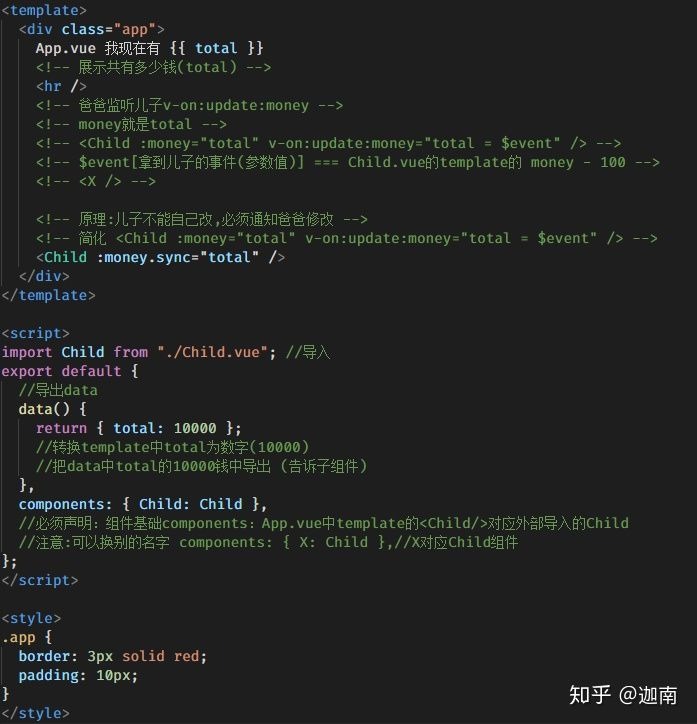 <template>
  <div class="app">
    App.vue 我现在有 {{ total }}
    <!-- 展示共有多少钱(total) -->
    <hr />
    <!-- 爸爸监听儿子v-on:update:money -->
    <!-- money就是total -->
    <!-- <Child :money="total" v-on:update:money="total = $event" /> -->
    <!-- $event[拿到儿子的事件(参数值)] === Child.vue的template的 money - 100 -->
    <!-- <X /> -->

    <!-- 原理:儿子不能自己改,必须通知爸爸修改 -->
    <!-- 简化 <Child :money="total" v-on:update:money="total = $event" /> -->
    <Child :money.sync="total" />
  </div>
</template>

<script>
import Child from "./Child.vue"; //导入
export default {
  //导出data
  data() {
    return { total: 10000 };
    //转换template中total为数字(10000)
    //把data中total的10000钱中导出 (告诉子组件)
  },
  components: { Child: Child },
  //必须声明: 组件基础components: App.vue中template的<Child/>对应外部导入的Child
  //注意:可以换别的名字 components: { X: Child },//X对应Child组件
};
</script>

<style>
.app {
  border: 3px solid red;
  padding: 10px;
}
</style>
知乎 @迦南